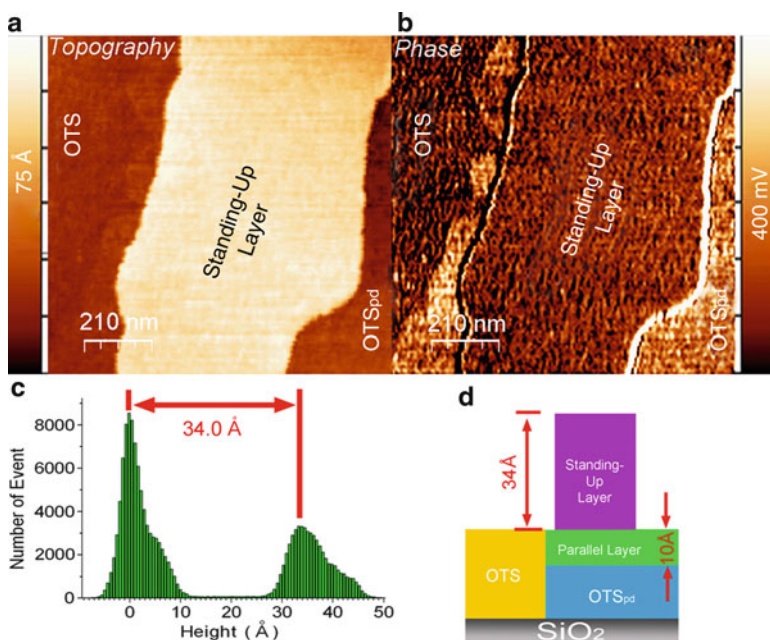 a
Topography
OTS
Standing-Up
Layer
OTSpd
210 nm
75 Å
b
Phase
OTS
Standing-Up
Layer
OTSpd
210 nm
400 mV
c
34.0 Å
8000
6000
4000
2000
0
Number of Event
0 10 20 30 40 50
Height ( Å )
d
34Å
Standing-
Up
Layer
Parallel Layer
10Å
OTS
OTSpd
SiO2